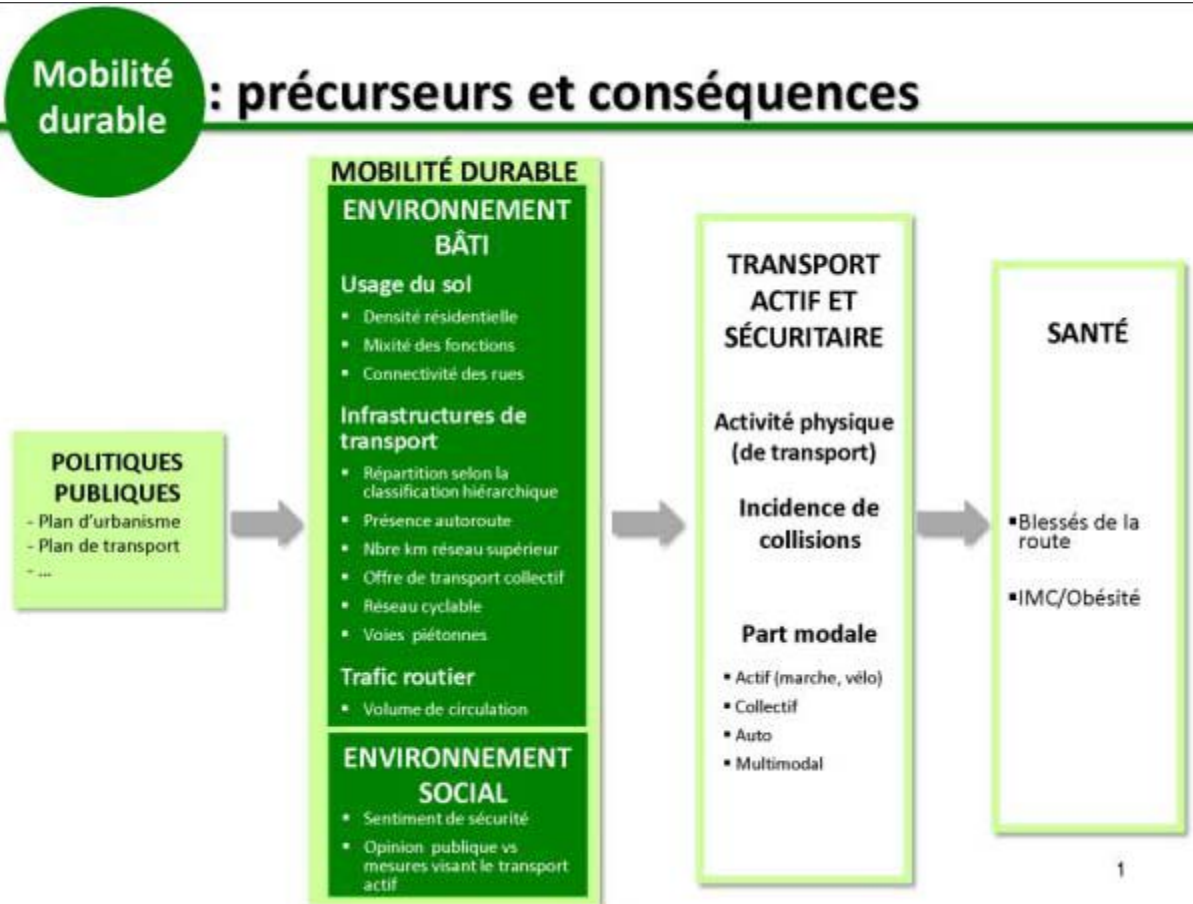 Mobilité
durable
: précurseurs et conséquences
POLITIQUES
PUBLIQUES
- Plan d'urbanisme
- Plan de transport
- ...
MOBILITÉ DURABLE
ENVIRONNEMENT
BÂTI
Usage du sol
▪ Densité résidentielle
▪ Mixité des fonctions
▪ Connectivité des rues
Infrastructures de
transport
▪ Répartition selon la
classification hiérarchique
▪ Présence autoroute
▪ Nbre km réseau supérieur
▪ Offre de transport collectif
▪ Réseau cyclable
▪ Voies piétonnes
Trafic routier
▪ Volume de circulation
ENVIRONNEMENT
SOCIAL
▪ Sentiment de sécurité
▪ Opinion publique vs
mesures visant le transport
actif
TRANSPORT
ACTIF ET
SÉCURITAIRE
Activité physique
(de transport)
Incidence de
collisions
Part modale
▪ Actif (marche, vélo)
▪ Collectif
▪ Auto
▪ Multimodal
SANTÉ
▪Blessés de la
route
▪IMC/Obésité
1